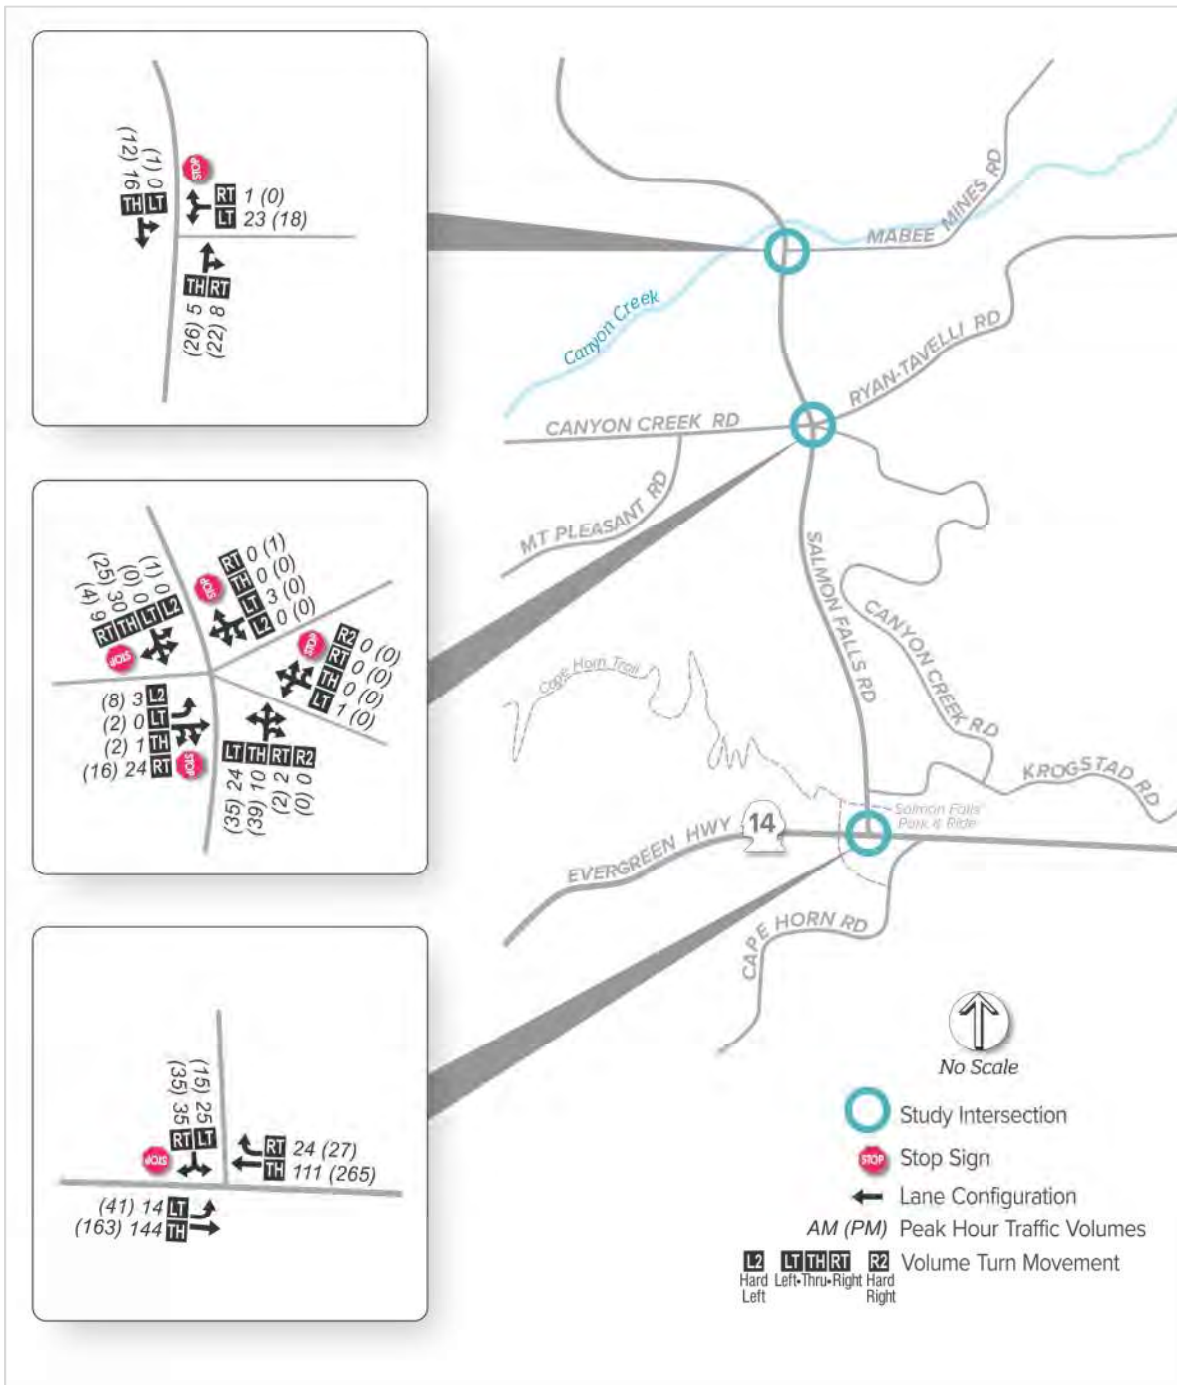 (12) 16 TH
(1) 0 LT
STOP
RT 1 (0)
LT 23 (18)
TH RT
(26) 5
(22) 8
(4) 9 RT
(25) 30 TH
(0) 0 LT
(1) 0 L2
STOP
STOP
RT 0 (1)
TH 0 (0)
LT 3 (0)
L2 0 (0)
STOP
R2 0 (0)
RT 0 (0)
TH 0 (0)
LT 1 (0)
(8) 3 L2
(2) 0 LT
(2) 1 TH
(16) 24 RT
STOP
LT TH RT R2
(35) 24
(39) 10
(2) 2
(0) 0
(35) 35 RT
(15) 25 LT
STOP
RT 24 (27)
TH 111 (265)
(41) 14 LT
(163) 144 TH
MABEE MINES RD
Canyon Creek
RYAN-TAVELLI RD
CANYON CREEK RD
MT PLEASANT RD
SALMON FALLS RD
CANYON CREEK RD
Cape Horn Trail
KROGSTAD RD
Salmon Falls
Park & Ride
14
EVERGREEN HWY
CAPE HORN RD
No Scale
Study Intersection
STOP Stop Sign
Lane Configuration
AM (PM) Peak Hour Traffic Volumes
L2 LT TH RT R2 Volume Turn Movement
Hard Left•Thru•Right Hard
Left Right